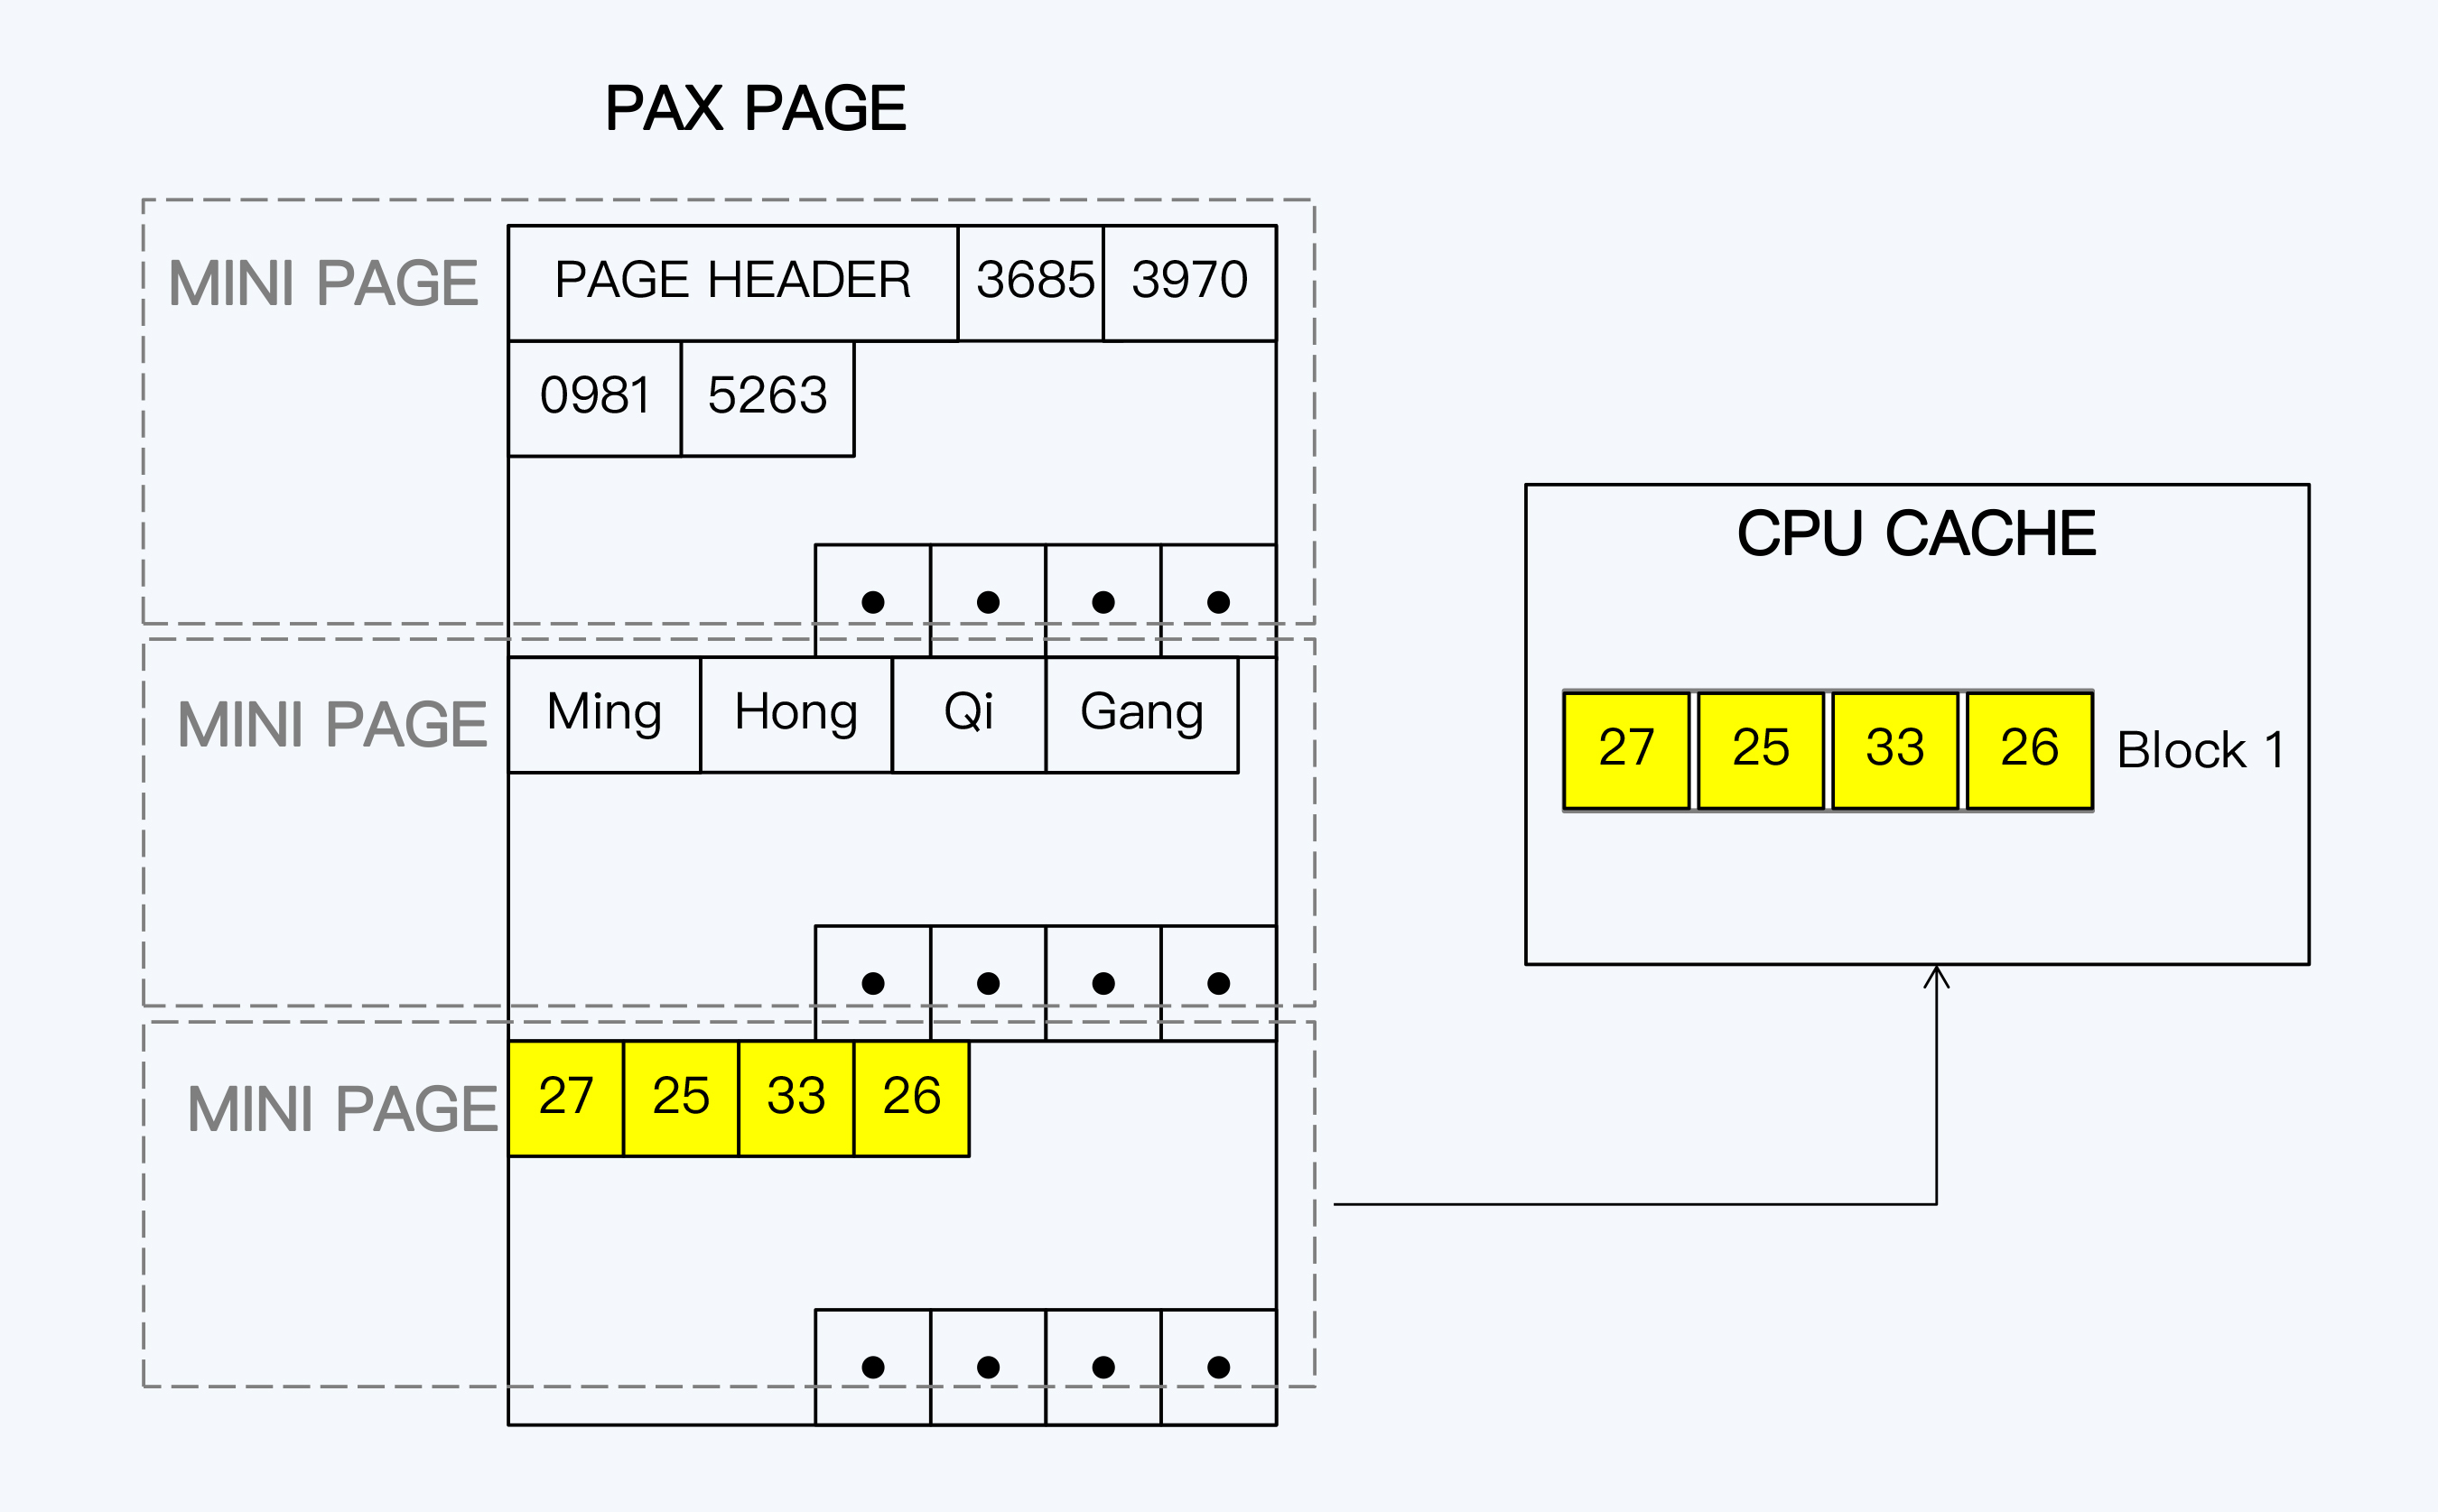 PAX PAGE
MINI PAGE
PAGE HEADER 3685 3970
0981 5263
MINI PAGE
Ming Hong Qi Gang
MINI PAGE
27 25 33 26
CPU CACHE
27 25 33 26 Block 1